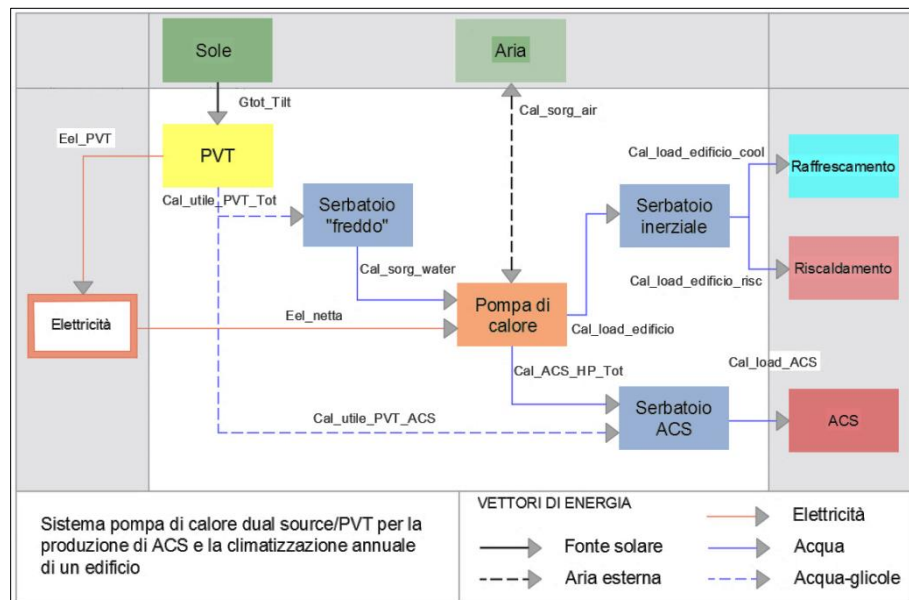 Sole
Aria
Gtot_Tilt
Cal_sorg_air
Eel_PVT
PVT
Cal_load_edificio_cool
Raffrescamento
Cal_utile_PVT_Tot
Serbatoio
"freddo"
Serbatoio
inerziale
Cal_sorg_water
Cal_load_edificio_risc
Riscaldamento
Elettricità
Eel_netta
Pompa di
calore
Cal_load_edificio
Cal_ACS_HP_Tot
Cal_load_ACS
Cal_utile_PVT_ACS
Serbatoio
ACS
ACS
Sistema pompa di calore dual source/PVT per la
produzione di ACS e la climatizzazione annuale
di un edificio
VETTORI DI ENERGIA
Fonte solare
Aria esterna
Elettricità
Acqua
Acqua-glicole